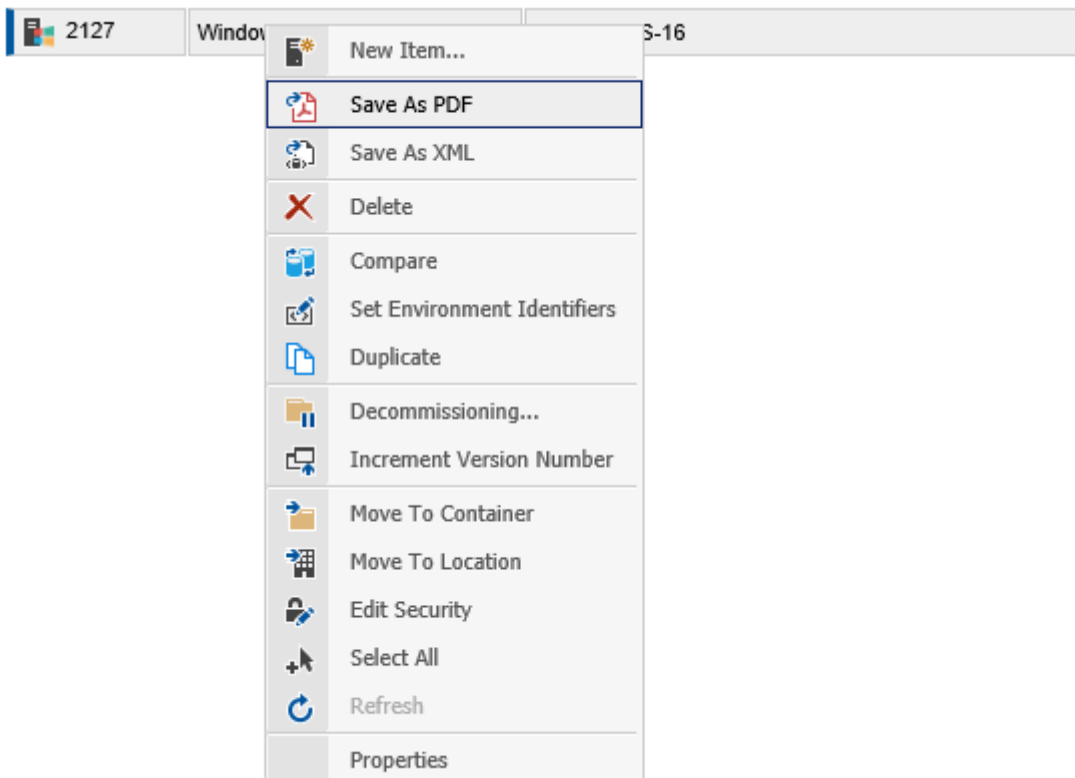 2127 Window S-16
New Item...
Save As PDF
Save As XML
Delete
Compare
Set Environment Identifiers
Duplicate
Decommissioning...
Increment Version Number
Move To Container
Move To Location
Edit Security
Select All
Refresh
Properties